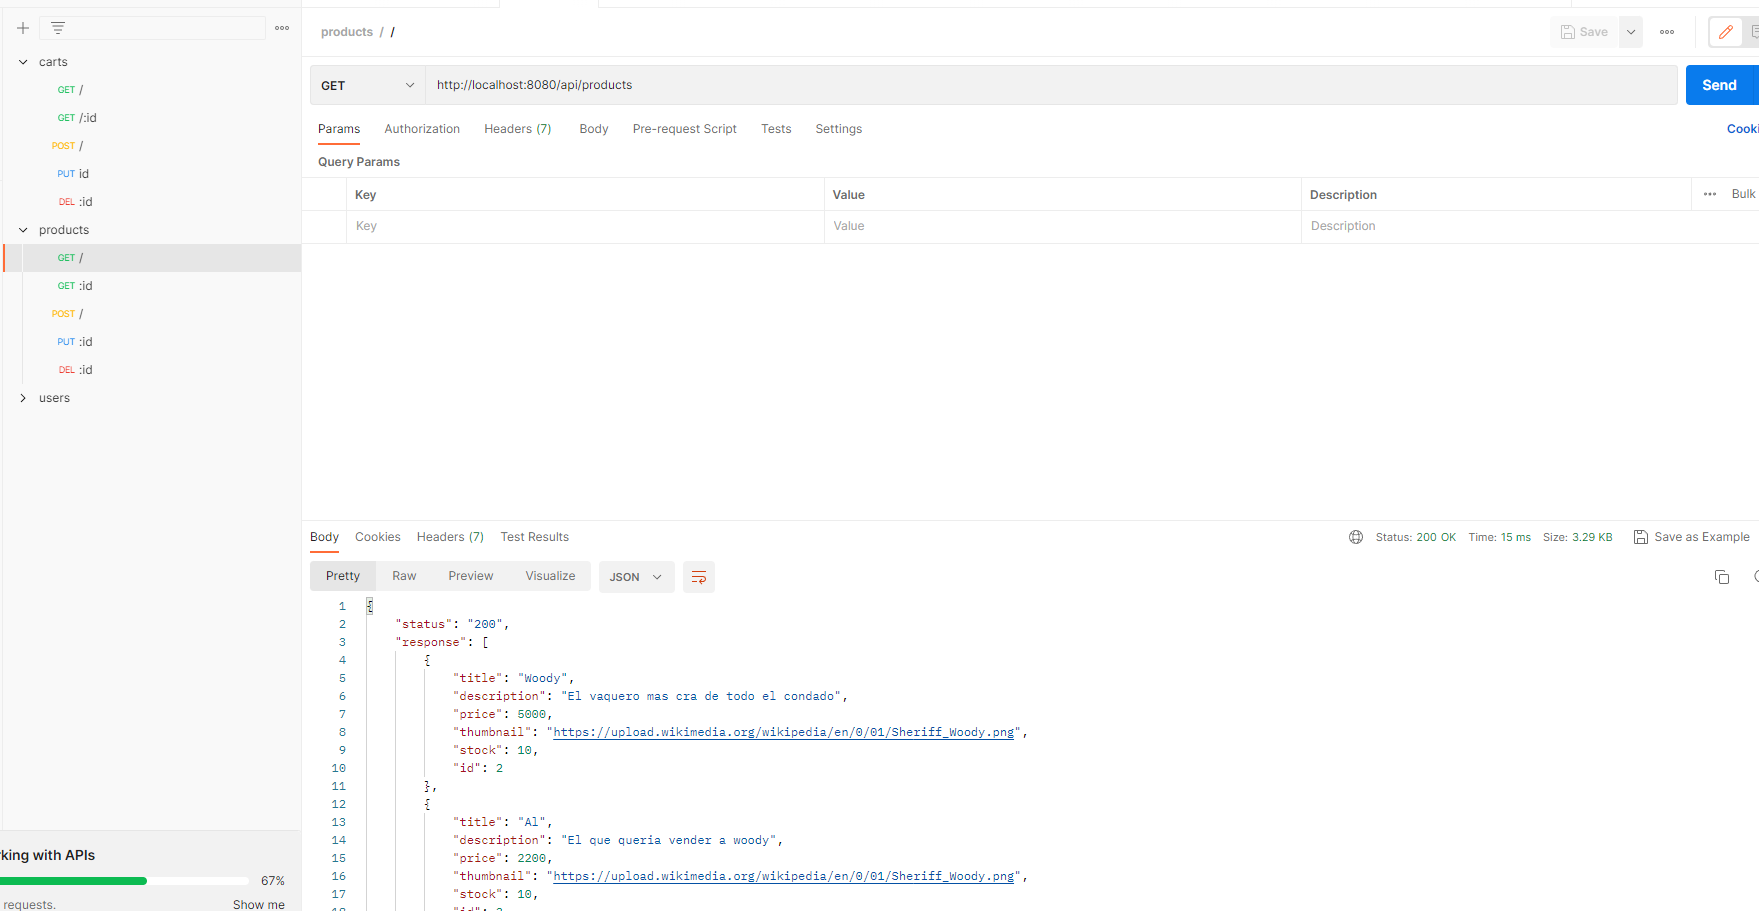 products / /
Save
carts
GET /
GET /:id
POST /
PUT id
DEL :id
products
GET /
GET :id
POST /
PUT :id
DEL :id
users
king with APIs
67%
requests.
Show me
GET
http://localhost:8080/api/products
Send
Params Authorization Headers (7) Body Pre-request Script Tests Settings
Cooki
Query Params
Key Value Description Bulk
Key Value Description
Body Cookies Headers (7) Test Results
Status: 200 OK Time: 15 ms Size: 3.29 KB Save as Example
Pretty Raw Preview Visualize JSON
1 {
2 "status": "200",
3 "response": [
4 {
5 "title": "Woody",
6 "description": "El vaquero mas cra de todo el condado",
7 "price": 5000,
8 "thumbnail": "https://upload.wikimedia.org/wikipedia/en/0/01/Sheriff_Woody.png",
9 "stock": 10,
10 "id": 2
11 },
12 {
13 "title": "Al",
14 "description": "El que queria vender a woody",
15 "price": 2200,
16 "thumbnail": "https://upload.wikimedia.org/wikipedia/en/0/01/Sheriff_Woody.png",
17 "stock": 10,